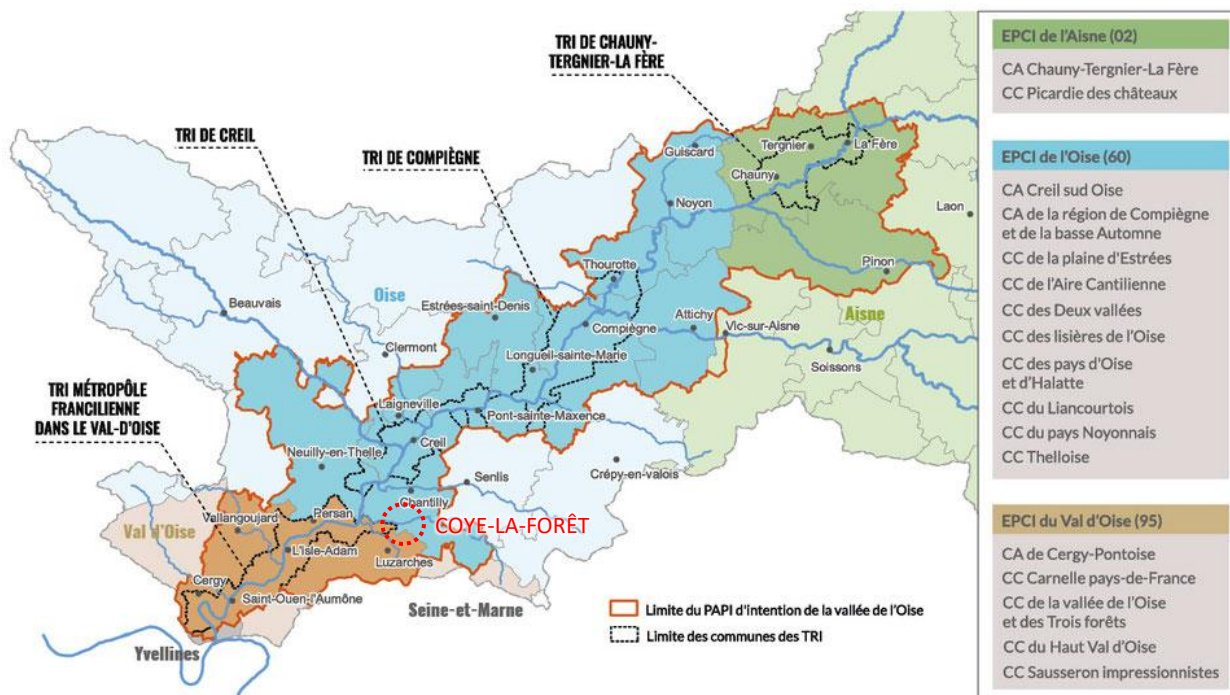 TRI DE CHAUNY-
TERGNIER-LA FÈRE
TRI DE CREIL
TRI DE COMPIÈGNE
Guiscard
Tergnier
La Fère
Chauny
Noyon
Laon
Pinon
Thourotte
Beauvais
Oise
Estrées-saint-Denis
Aisne
Compiègne
Attichy
Vic-sur-Aisne
Clermont
Longueil-sainte-Marie
Soissons
TRI MÉTROPÔLE
FRANCILIENNE
DANS LE VAL-D'OISE
Laigneville
Pont-sainte-Maxence
Creil
Neuilly-en-Thelle
Senlis
Crépy-en-valois
Chantilly
Val d'Oise
Vallangoujard
Persan
COYE-LA-FORÊT
L'Isle-Adam
Luzarches
Cergy
Saint-Ouen-l'Aumône
Seine-et-Marne
Yvellines
Limite du PAPI d'intention de la vallée de l'Oise
Limite des communes des TRI
EPCI de l'Aisne (02)
CA Chauny-Tergnier-La Fère
CC Picardie des châteaux
EPCI de l'Oise (60)
CA Creil sud Oise
CA de la région de Compiègne
et de la basse Automne
CC de la plaine d'Estrées
CC de l'Aire Cantilienne
CC des Deux vallées
CC des lisières de l'Oise
CC des pays d'Oise
et d'Halatte
CC du Liancourtois
CC du pays Noyonnais
CC Thelloise
EPCI du Val d'Oise (95)
CA de Cergy-Pontoise
CC Carnelle pays-de-France
CC de la vallée de l'Oise
et des Trois forêts
CC du Haut Val d'Oise
CC Sausseron impressionnistes